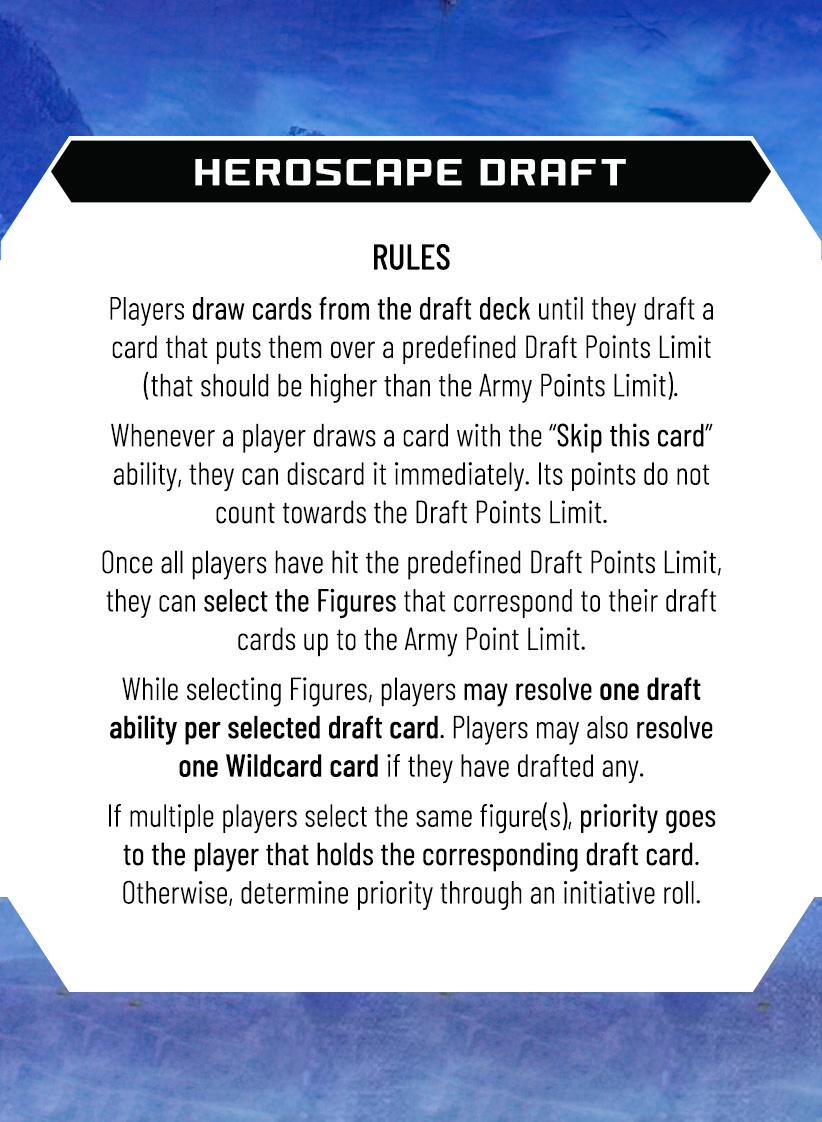 HEROSCAPE DRAFT
RULES
Players draw cards from the draft deck until they draft a
card that puts them over a predefined Draft Points Limit
(that should be higher than the Army Points Limit).
Whenever a player draws a card with the “Skip this card”
ability, they can discard it immediately. Its points do not
count towards the Draft Points Limit.
Once all players have hit the predefined Draft Points Limit,
they can select the Figures that correspond to their draft
cards up to the Army Point Limit.
While selecting Figures, players may resolve one draft
ability per selected draft card. Players may also resolve
one Wildcard card if they have drafted any.
If multiple players select the same figure(s), priority goes
to the player that holds the corresponding draft card.
Otherwise, determine priority through an initiative roll.